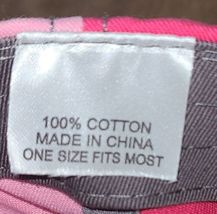 100% COTTON
MADE IN CHINA
ONE SIZE FITS MOST